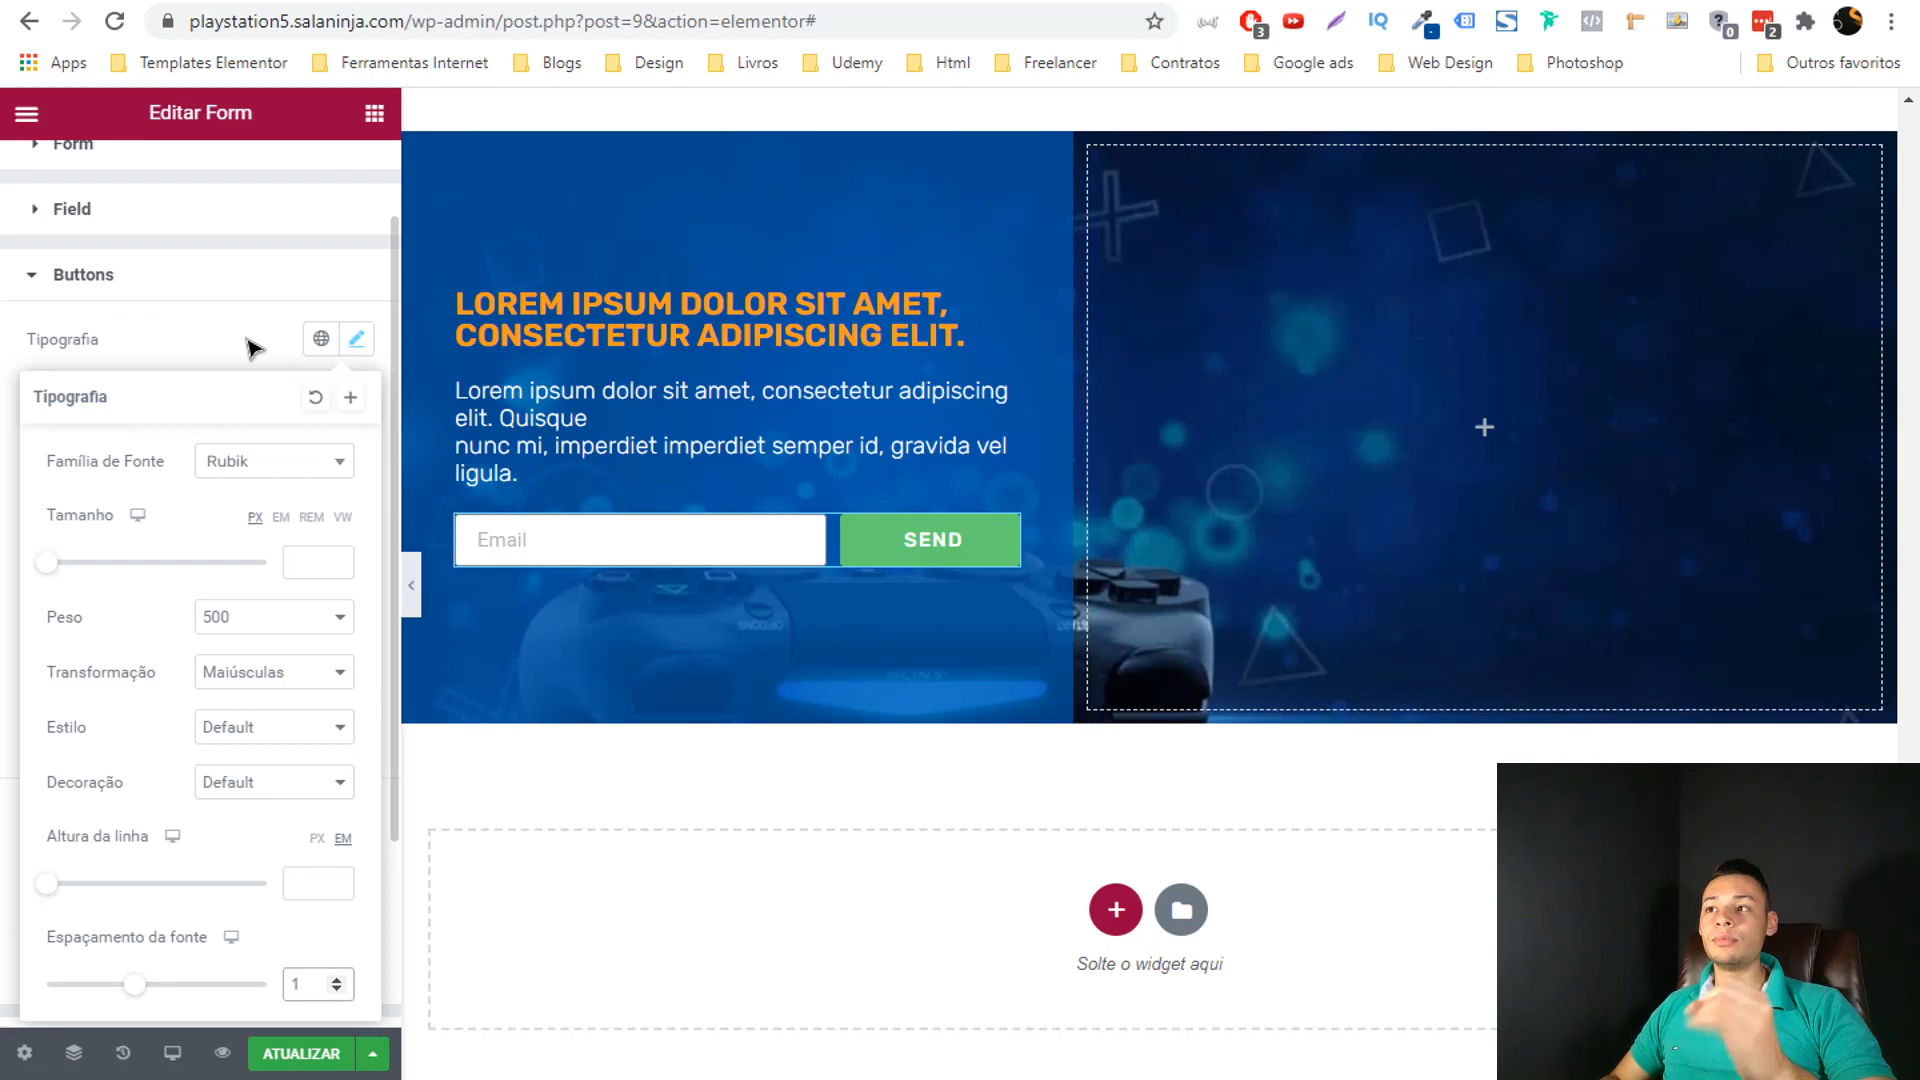 playstation5.salaninja.com/wp-admin/post.php?post=9&action=elementor#
3
0
2
Apps
Templates Elementor
Ferramentas Internet
Blogs
Design
Livros
Udemy
Html
Freelancer
Contratos
Google ads
Web Design
Photoshop
Outros favoritos
Editar Form
Form
Field
Buttons
Tipografia
Tipografia
Família de Fonte
Rubik
Tamanho
PX EM REM VW
Peso
500
Transformação
Maiúsculas
Estilo
Default
Decoração
Default
Altura da linha
PX EM
Espaçamento da fonte
1
ATUALIZAR
LOREM IPSUM DOLOR SIT AMET,
CONSECTETUR ADIPISCING ELIT.
Lorem ipsum dolor sit amet, consectetur adipiscing
elit. Quisque
nunc mi, imperdiet imperdiet semper id, gravida vel
ligula.
Email
SEND
OPTIONS
SONY
Solte o widget aqui